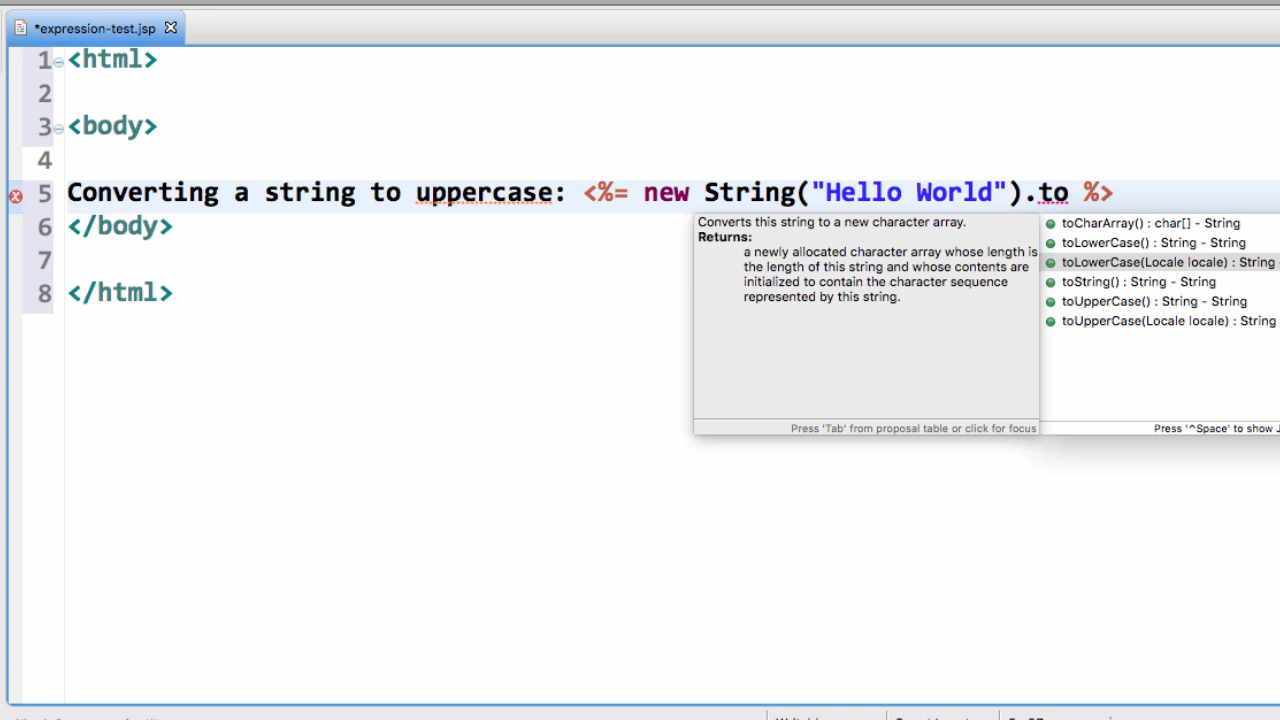 *expression-test.jsp
1 <html>
2
3 <body>
4
5 Converting a string to uppercase: <%= new String("Hello World").to %>
6 </body>
7
8 </html>
Converts this string to a new character array.
Returns:
a newly allocated character array whose length is
the length of this string and whose contents are
initialized to contain the character sequence
represented by this string.
Press 'Tab' from proposal table or click for focus
toCharArray() : char[] - String
toLowerCase() : String - String
toLowerCase(Locale locale) : String -
toString() : String - String
toUpperCase() : String - String
toUpperCase(Locale locale) : String
Press '^Space' to show J